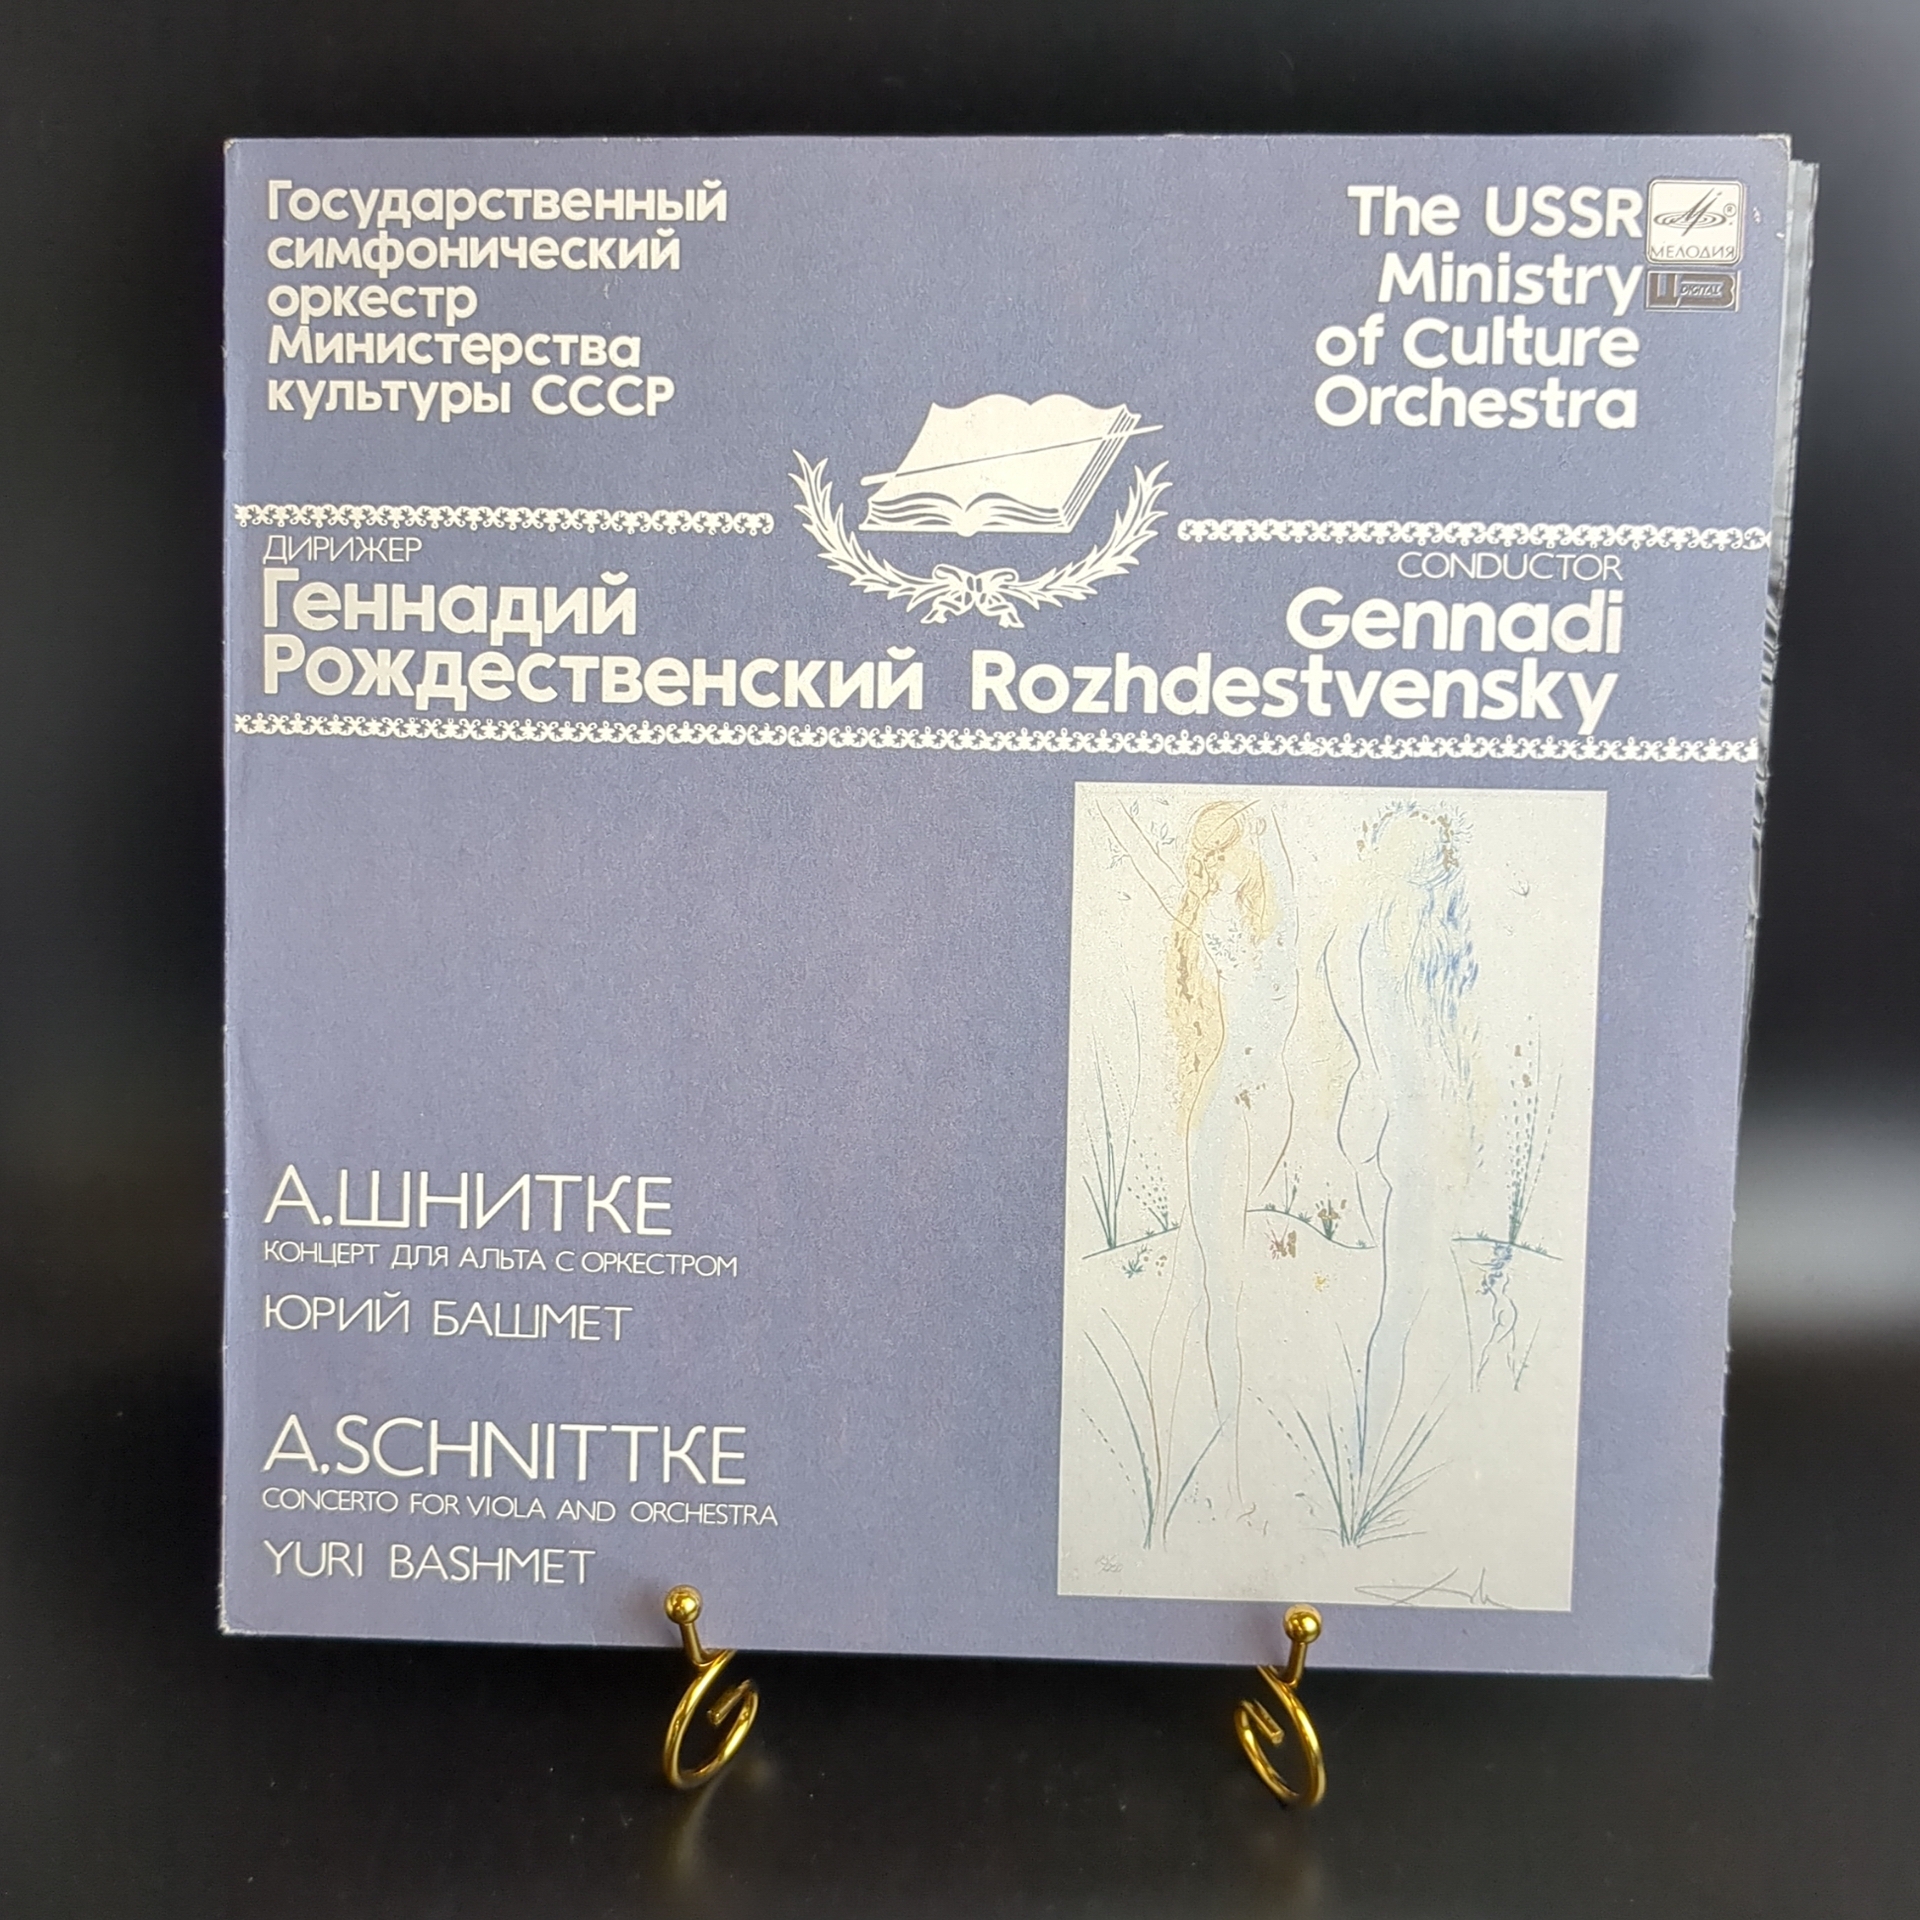 Государственный
симфонический
оркестр
Министерства
культуры СССР
The USSR
Ministry
of Culture
Orchestra
МЕЛОДИЯ
DIGITAL
ДИРИЖЕР
Геннадий
Рождественский
CONDUCTOR
Gennadi
Rozhdestvensky
А.ШНИТКЕ
КОНЦЕРТ ДЛЯ АЛЬТА С ОРКЕСТРОМ
ЮРИЙ БАШМЕТ
A.SCHNITTKE
CONCERTO FOR VIOLA AND ORCHESTRA
YURI BASHMET